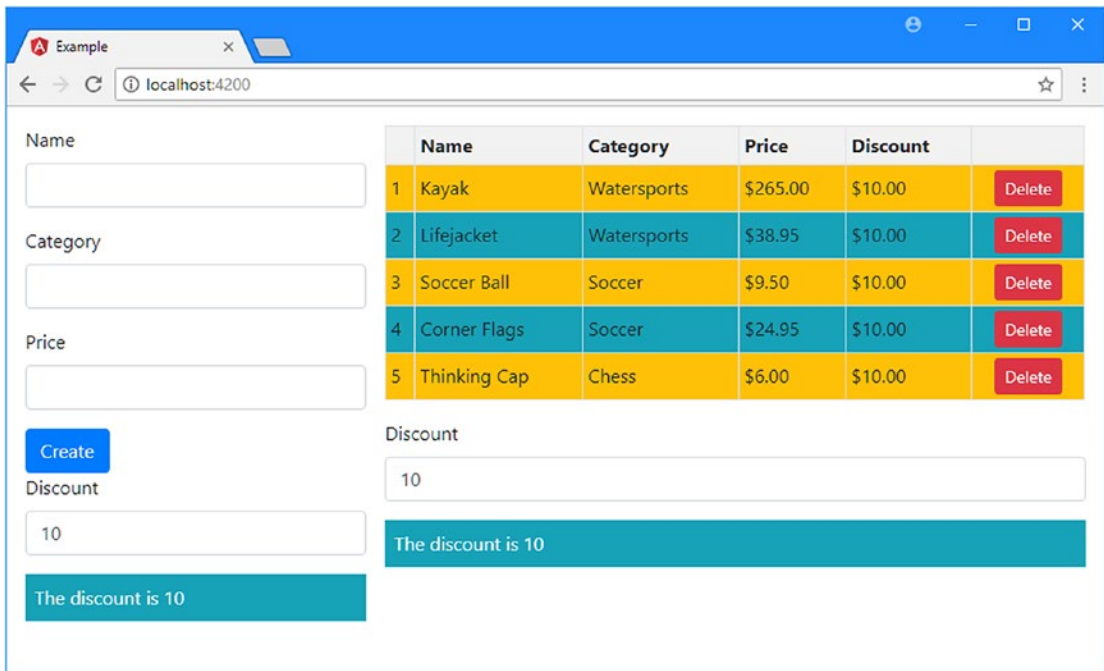 Example
localhost:4200
Name
Category
Price
Create
Discount
10
The discount is 10
Name Category Price Discount
1 Kayak Watersports $265.00 $10.00 Delete
2 Lifejacket Watersports $38.95 $10.00 Delete
3 Soccer Ball Soccer $9.50 $10.00 Delete
4 Corner Flags Soccer $24.95 $10.00 Delete
5 Thinking Cap Chess $6.00 $10.00 Delete
Discount
10
The discount is 10